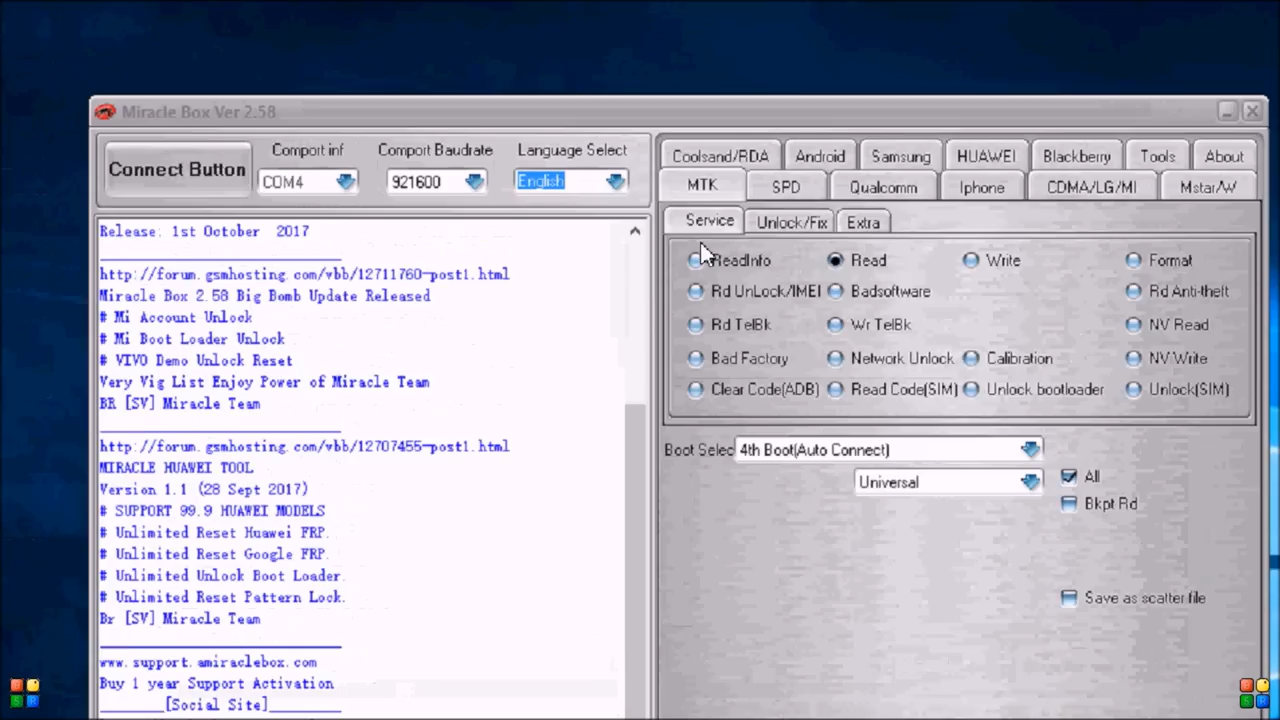 Miracle Box Ver 2.58
Connect Button
Comport inf
COM4
Comport Baudrate
921600
Language Select
English
Release: 1st October 2017
http://forum.gsmhosting.com/vbb/12711760-post1.html
Miracle Box 2.58 Big Bomb Update Released
# Mi Account Unlock
# Mi Boot Loader Unlock
# VIVO Demo Unlock Reset
Very Vig List Enjoy Power of Miracle Team
BR [SV] Miracle Team
http://forum.gsmhosting.com/vbb/12707455-post1.html
MIRACLE HUAWEI TOOL
Version 1.1 (28 Sept 2017)
# SUPPORT 99.9 HUAWEI MODELS
# Unlimited Reset Huawei FRP.
# Unlimited Reset Google FRP.
# Unlimited Unlock Boot Loader.
# Unlimited Reset Pattern Lock.
Br [SV] Miracle Team
www.support.amiraclebox.com
Buy 1 year Support Activation
_______[Social Site]_________
Coolsand/RDA Android Samsung HUAWEI Blackberry Tools About
MTK SPD Qualcomm Iphone CDMA/LG/MI Mstar/W
Service Unlock/Fix Extra
ReadInfo Read Write Format
Rd UnLock/IMEI Badsoftware Rd Anti-theft
Rd TelBk Wr TelBk NV Read
Bad Factory Network Unlock Calibration NV Write
Clear Code(ADB) Read Code(SIM) Unlock bootloader Unlock(SIM)
Boot Selec 4th Boot(Auto Connect)
Universal All
Bkpt Rd
Save as scatter file
S R
S R